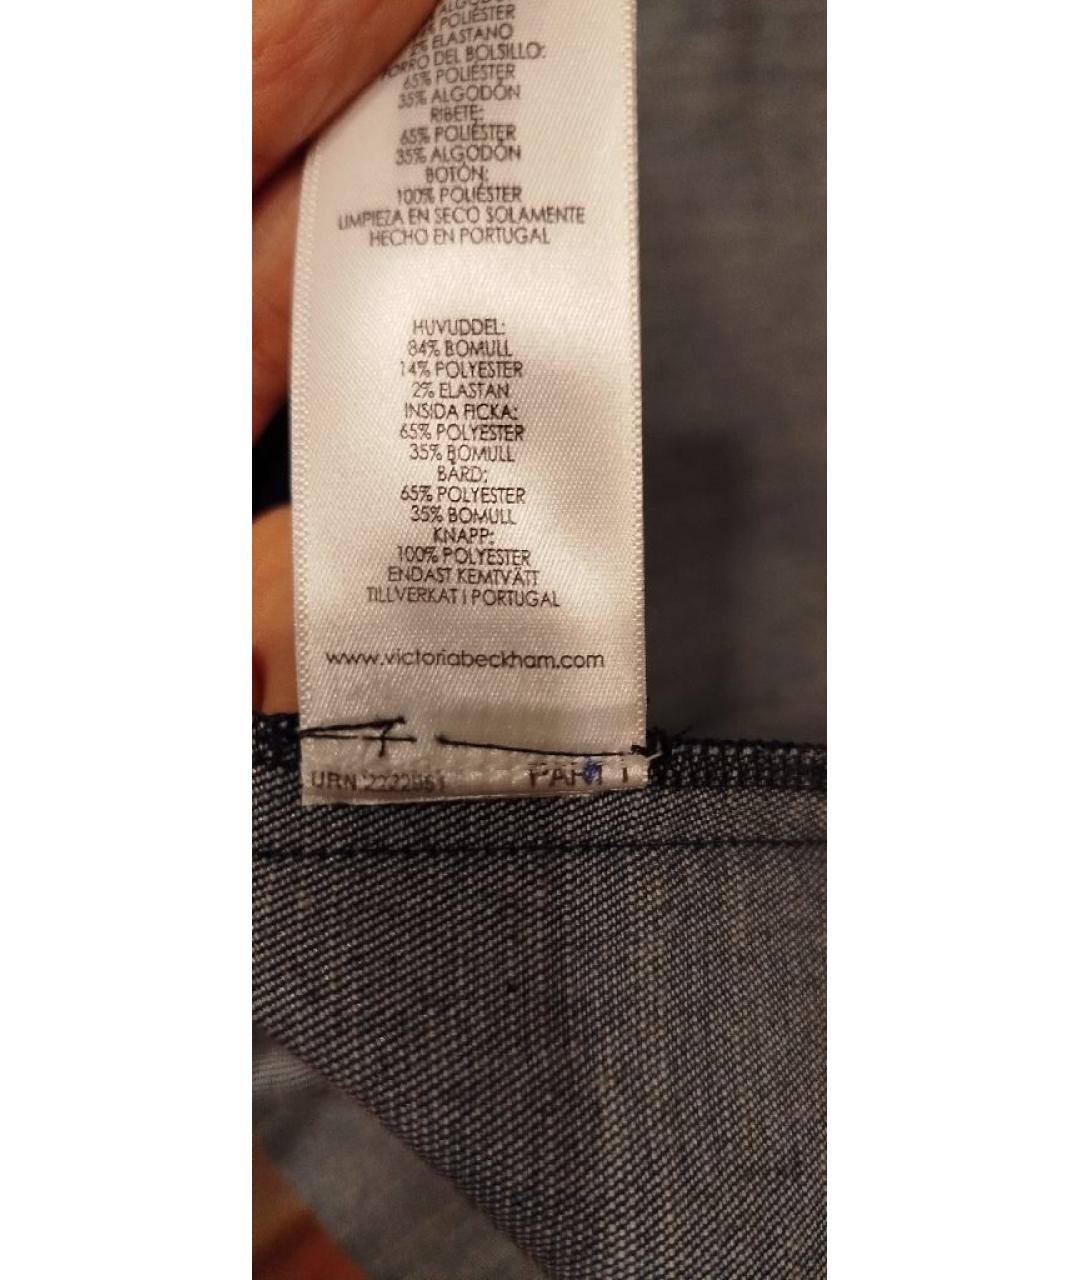 POLIÉSTER
2% ELASTANO
FORRO DEL BOLSILLO:
65% POLIÉSTER
35% ALGODÓN
RIBETE:
65% POLIÉSTER
35% ALGODÓN
BOTÓN:
100% POLIÉSTER
LIMPIEZA EN SECO SOLAMENTE
HECHO EN PORTUGAL
HUVUDDEL:
84% BOMULL
14% POLYESTER
2% ELASTAN
INSIDA FICKA:
65% POLYESTER
35% BOMULL
BÅRD:
65% POLYESTER
35% BOMULL
KNAPP:
100% POLYESTER
ENDAST KEMTVÄTT
TILLVERKAT I PORTUGAL
www.victoriabeckham.com
URN